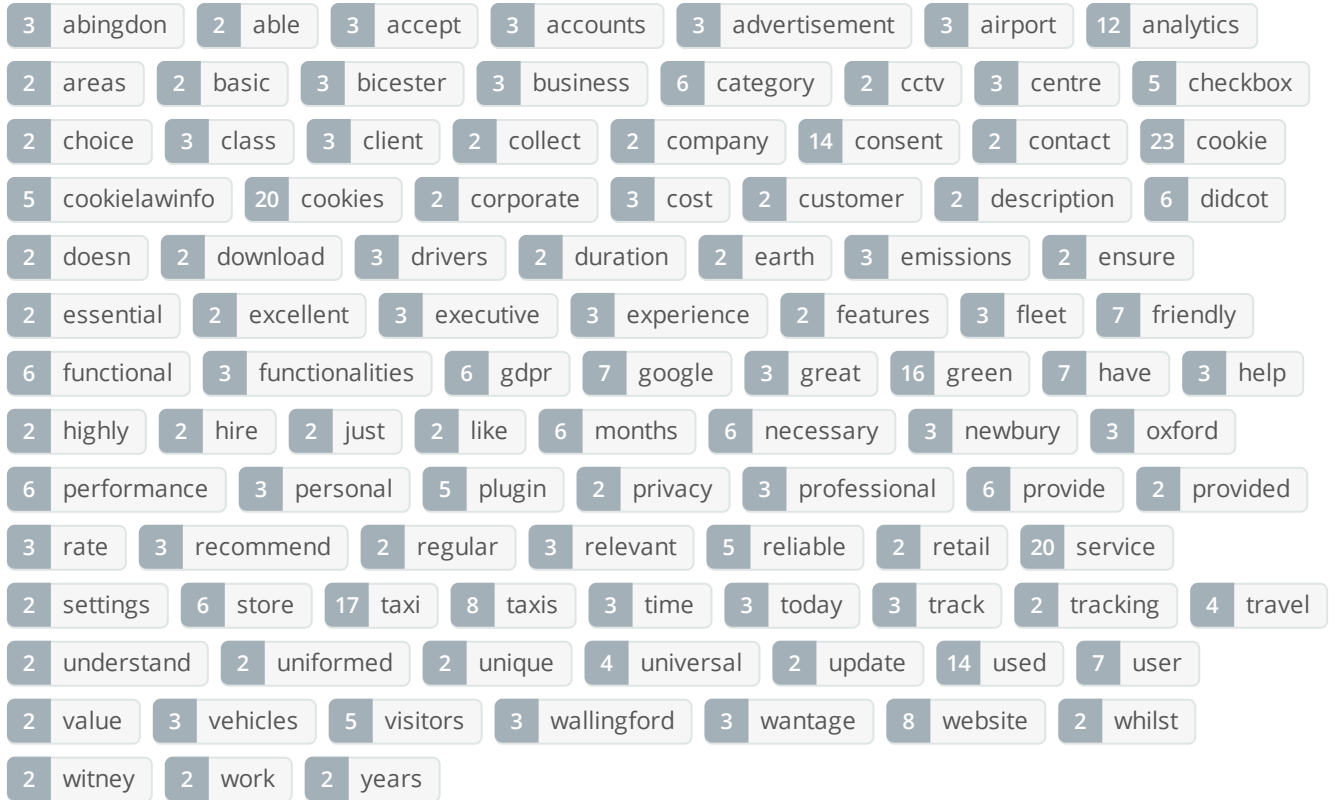 3 abingdon 2 able 3 accept 3 accounts 3 advertisement 3 airport 12 analytics
2 areas 2 basic 3 bicester 3 business 6 category 2 cctv 3 centre 5 checkbox
2 choice 3 class 3 client 2 collect 2 company 14 consent 2 contact 23 cookie
5 cookielawinfo 20 cookies 2 corporate 3 cost 2 customer 2 description 6 didcot
2 doesn 2 download 3 drivers 2 duration 2 earth 3 emissions 2 ensure
2 essential 2 excellent 3 executive 3 experience 2 features 3 fleet 7 friendly
6 functional 3 functionalities 6 gdpr 7 google 3 great 16 green 7 have 3 help
2 highly 2 hire 2 just 2 like 6 months 6 necessary 3 newbury 3 oxford
6 performance 3 personal 5 plugin 2 privacy 3 professional 6 provide 2 provided
3 rate 3 recommend 2 regular 3 relevant 5 reliable 2 retail 20 service
2 settings 6 store 17 taxi 8 taxis 3 time 3 today 3 track 2 tracking 4 travel
2 understand 2 uniformed 2 unique 4 universal 2 update 14 used 7 user
2 value 3 vehicles 5 visitors 3 wallingford 3 wantage 8 website 2 whilst
2 witney 2 work 2 years